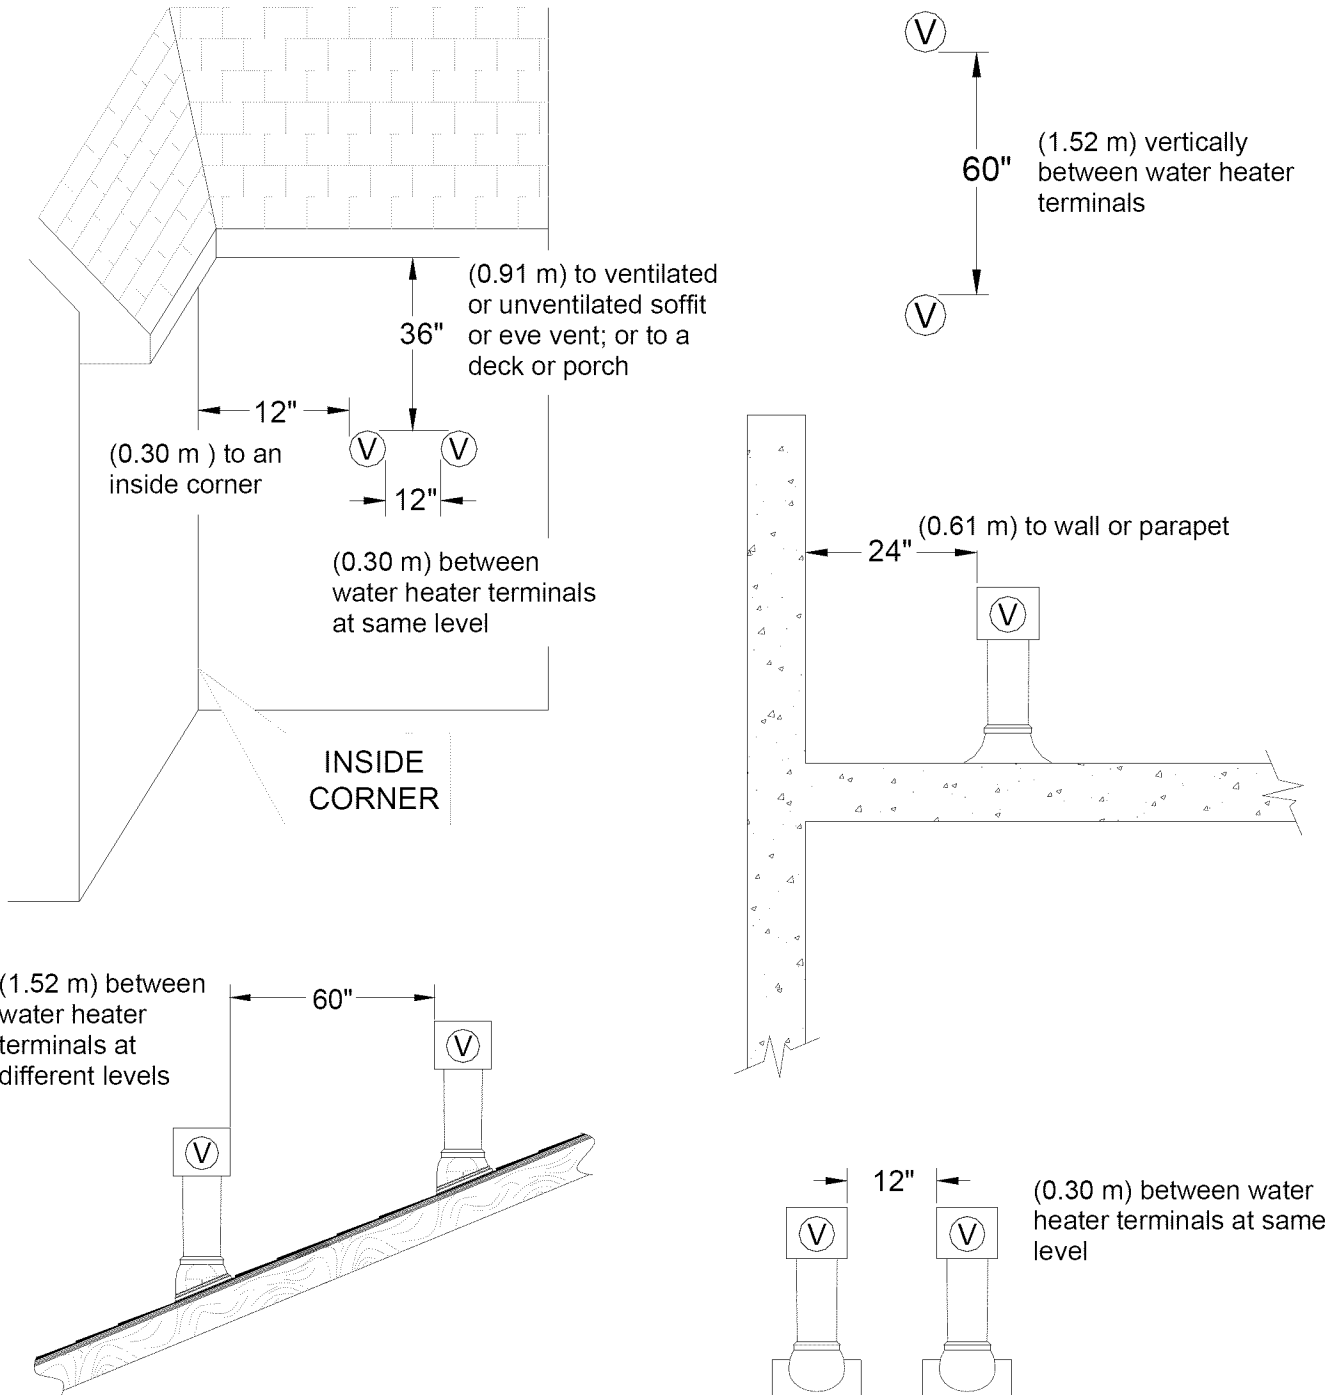 V
60"
(1.52 m) vertically
between water heater
terminals
V
(0.91 m) to ventilated
or unventilated soffit
or eve vent; or to a
deck or porch
36"
12"
(0.30 m ) to an
inside corner
V
V
12"
(0.30 m) between
water heater terminals
at same level
INSIDE
CORNER
(0.61 m) to wall or parapet
24"
V
(1.52 m) between
water heater
terminals at
different levels
60"
V
V
12"
(0.30 m) between water
heater terminals at same
level
V
V